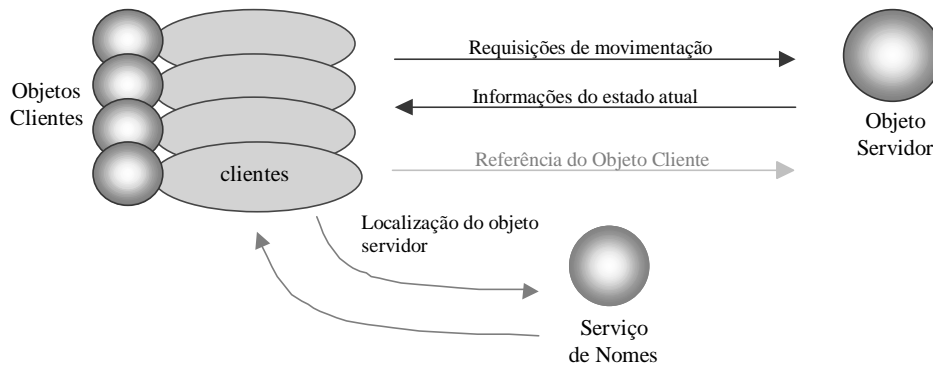 Requisições de movimentação
Objetos
Clientes
Informações do estado atual
Objeto
Servidor
Referência do Objeto Cliente
clientes
Localização do objeto
servidor
Serviço
de Nomes